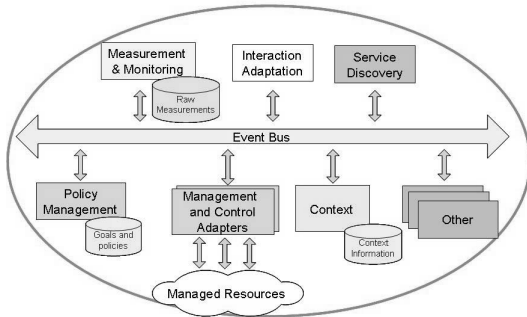 Measurement
& Monitoring
Raw
Measurements
Interaction
Adaptation
Service
Discovery
Event Bus
Policy
Management
Goals and
policies
Management
and Control
Adapters
Context
Context
Information
Other
Managed Resources